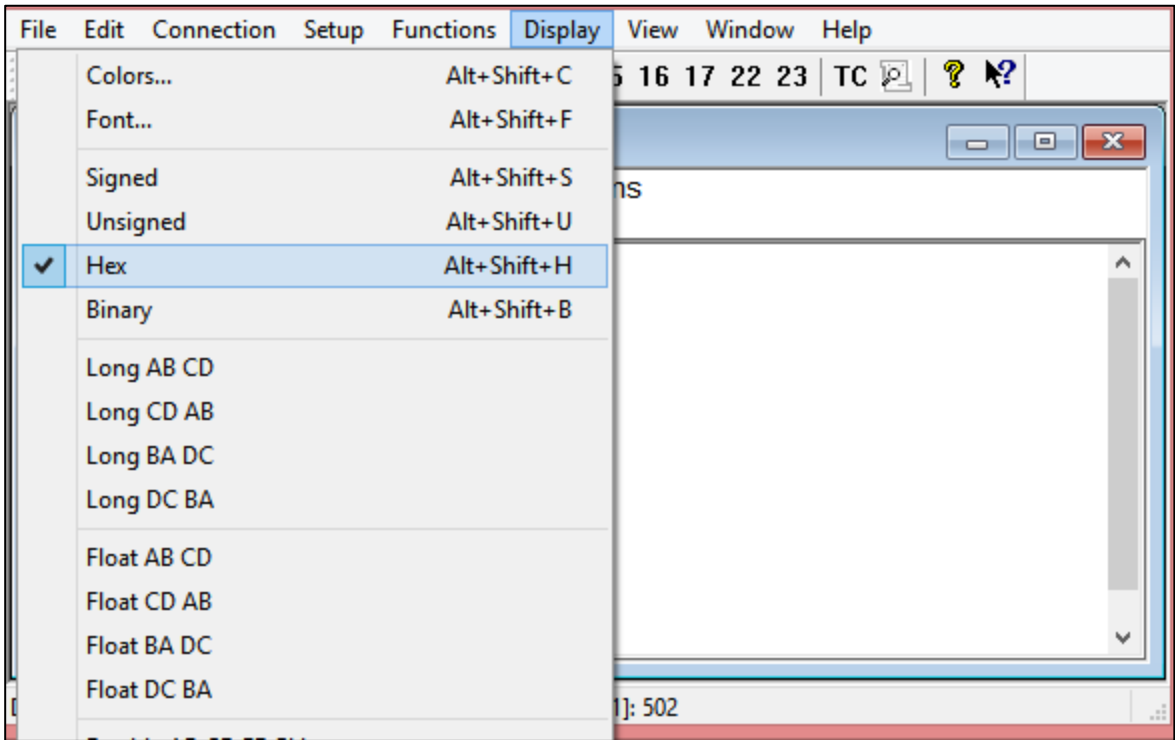 File Edit Connection Setup Functions Display View Window Help
16 17 22 23 TC
Colors... Alt+Shift+C
Font... Alt+Shift+F
Signed Alt+Shift+S
Unsigned Alt+Shift+U
Hex Alt+Shift+H
Binary Alt+Shift+B
Long AB CD
Long CD AB
Long BA DC
Long DC BA
Float AB CD
Float CD AB
Float BA DC
Float DC BA
502